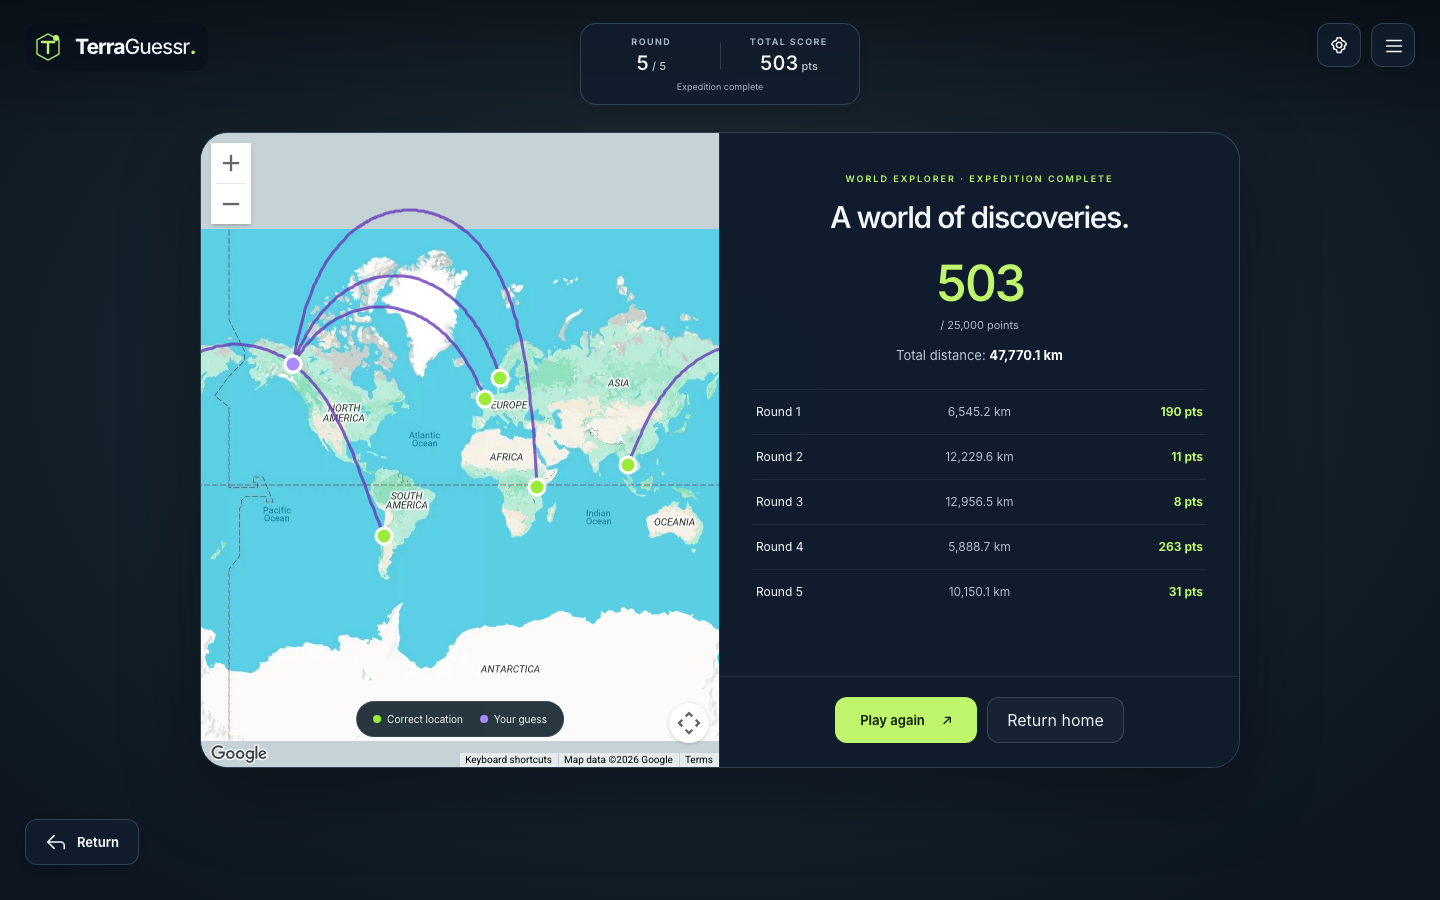 TerraGuessr.
ROUND
5 / 5
TOTAL SCORE
503 pts
Expedition complete
NORTH
AMERICA
Atlantic
Ocean
EUROPE
ASIA
AFRICA
SOUTH
AMERICA
Pacific
Ocean
Indian
Ocean
OCEANIA
ANTARCTICA
Correct location
Your guess
Google
Keyboard shortcuts
Map data ©2026 Google
Terms
WORLD EXPLORER · EXPEDITION COMPLETE
A world of discoveries.
503
/ 25,000 points
Total distance: 47,770.1 km
Round 1 6,545.2 km 190 pts
Round 2 12,229.6 km 11 pts
Round 3 12,956.5 km 8 pts
Round 4 5,888.7 km 263 pts
Round 5 10,150.1 km 31 pts
Play again
Return home
Return